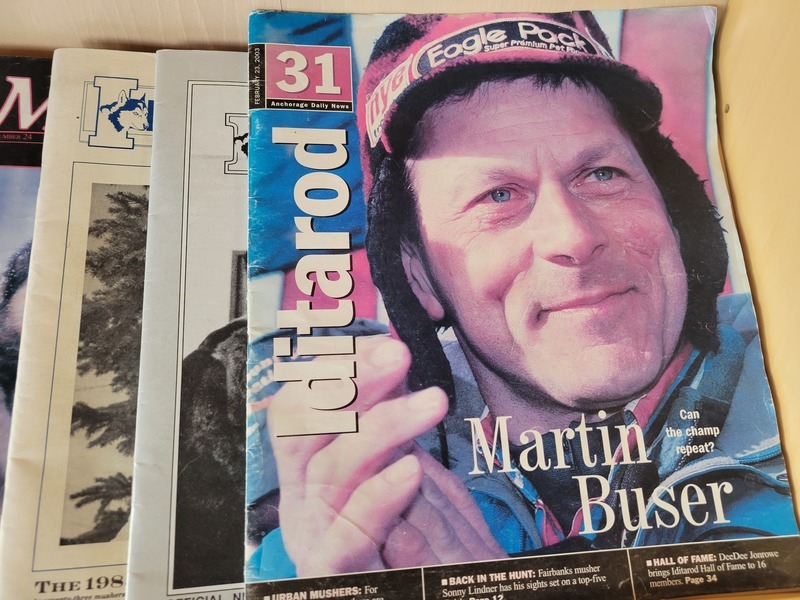 FEBRUARY 23, 2003
31
Anchorage Daily News
Iditarod
Eagle Pack
Super Premium Pet
Martin
Buser
Can
the champ
repeat?
■ URBAN MUSHERS: For
■ BACK IN THE HUNT: Fairbanks musher
Sonny Lindner has his sights set on a top-five
Page 12
■ HALL OF FAME: DeeDee Jonrowe
brings Iditarod Hall of Fame to 16
members. Page 34
M
NUMBER 24
I
THE 198